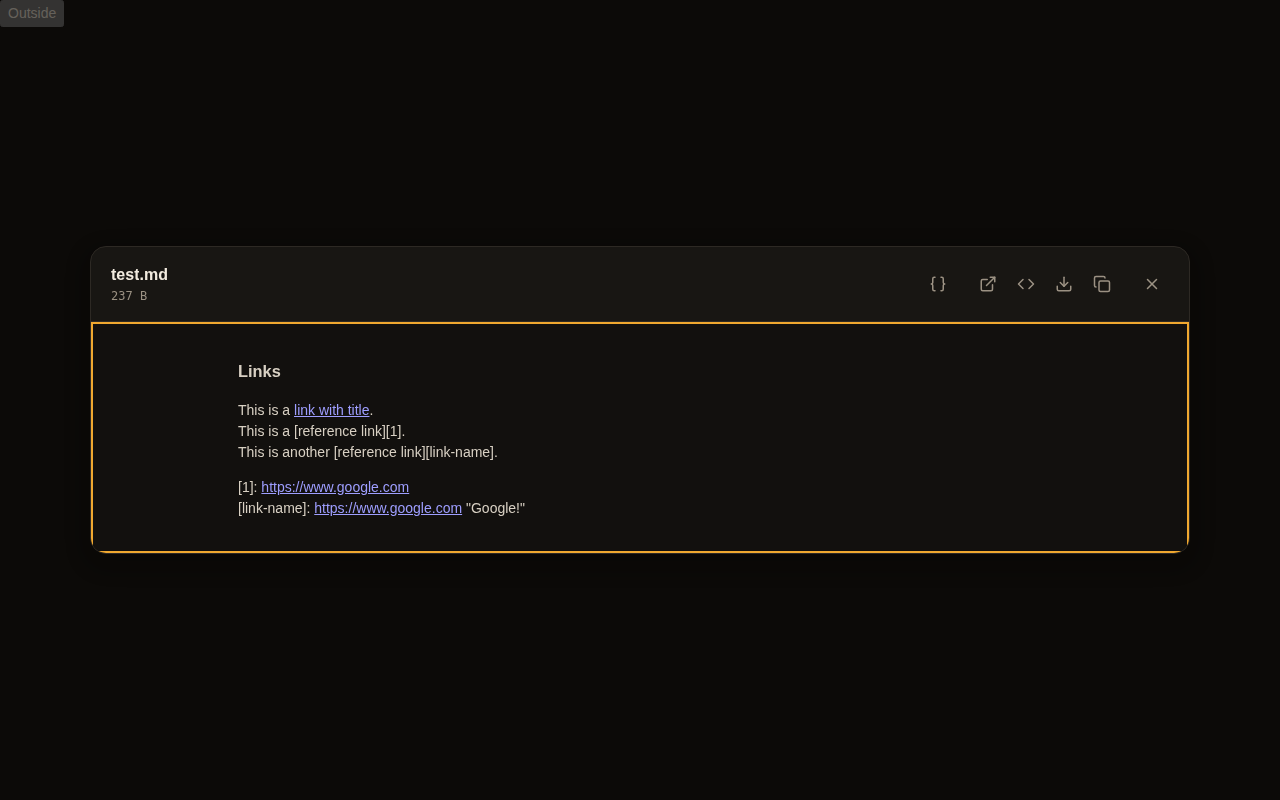 Outside
test.md
237 B
Links
This is a link with title.
This is a [reference link][1].
This is another [reference link][link-name].
[1]: https://www.google.com
[link-name]: https://www.google.com "Google!"